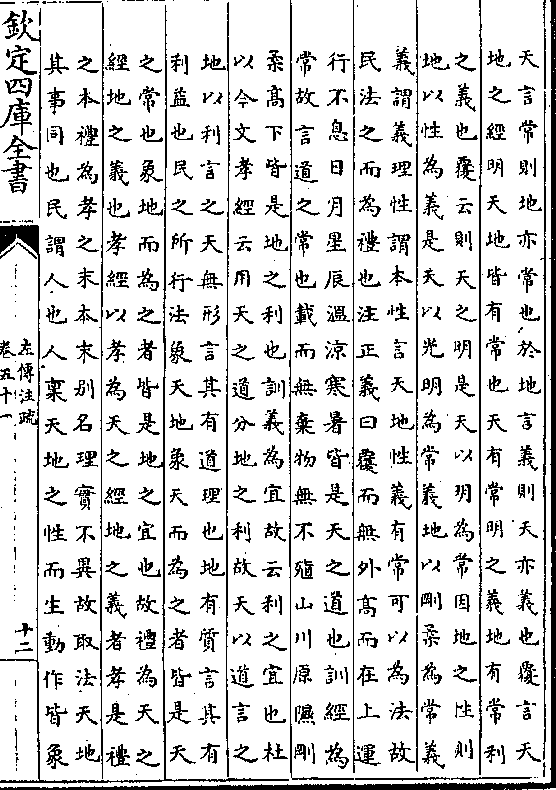 天言常則地亦常也於地言義則天亦義也覆言天
地之經明天地皆有常也天有常明之義地有常利
之義也覆云則天之明是天以明為常因地之性則
地以性為義是天以光明為常義地以剛柔為常義
義謂義理性謂本性言天地性義有常可以為法故
民法之而為禮也注正義曰覆而無外高而在上運
行不息日月星辰溫涼寒暑皆是天之道也訓經為
常故言道之常也載而無棄物無不殖山川原隰剛
柔高下皆是地之利也訓義為宜故云利之宜也杜
以今文孝經云用天之道分地之利故天以道言之
地以利言之天無形言其有道理也地有質言其有
利益也民之所行法象天地象天而為之者皆是天
之常也象地而為之者皆是地之宜也故禮為天之
經地之義也孝經以孝為天之經地之義者孝是禮
之本禮為孝之末本末別名理實不異故取法天地
其事同也民謂人也人稟天地之性而生動作皆象
欽定四庫全書
左傳注疏
卷五十一
十二